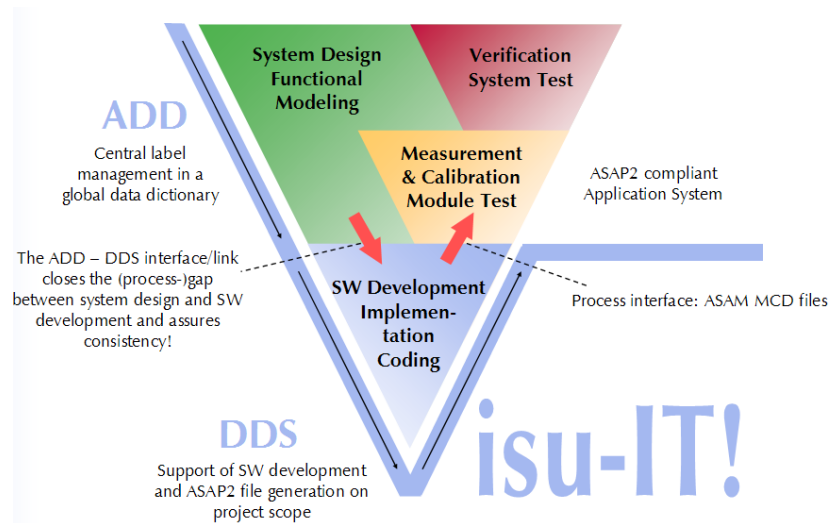 System Design
Functional
Modeling
Verification
System Test
ADD
Central label
management in a
global data dictionary
Measurement
& Calibration
Module Test
ASAP2 compliant
Application System
The ADD – DDS interface/link
closes the (process-)gap
between system design and SW
development and assures
consistency!
SW Development
Implemen-
tation
Coding
Process interface: ASAM MCD files
DDS
Support of SW development
and ASAP2 file generation on
project scope
isu-IT!